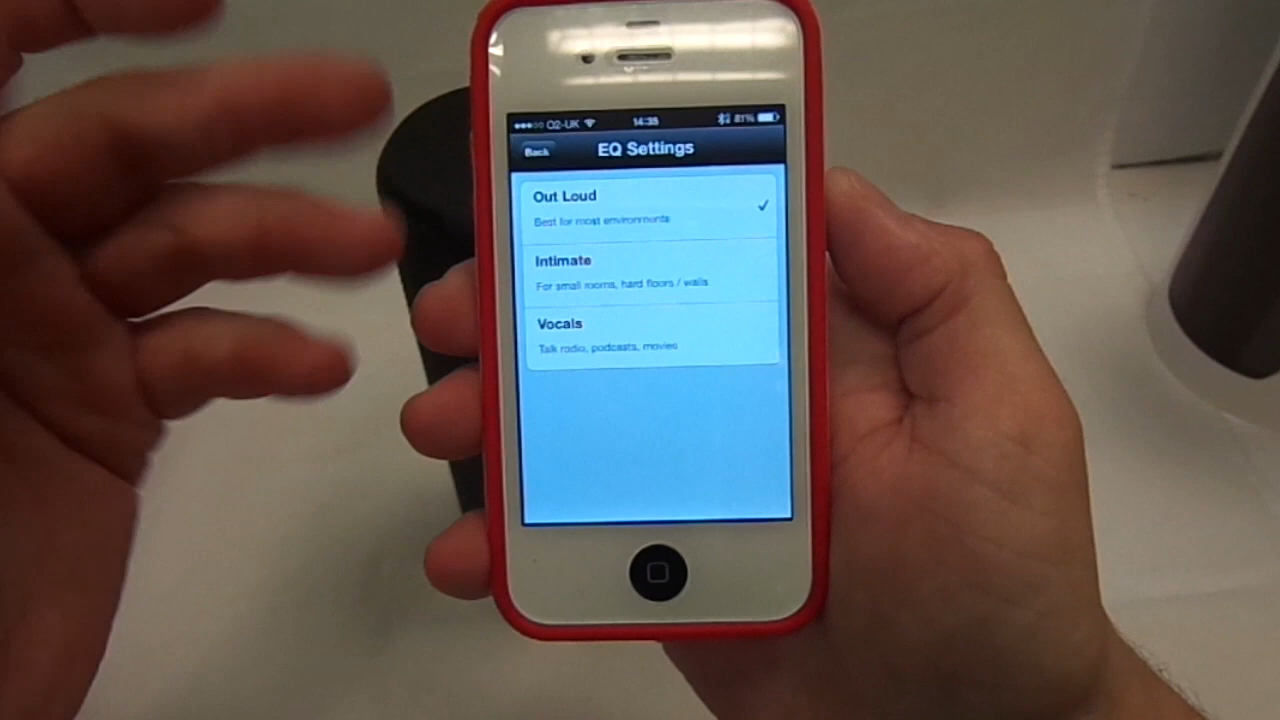 O2-UK 14:35 81%
Back EQ Settings
Out Loud
Best for most environments
Intimate
For small rooms, hard floors / walls
Vocals
Talk radio, podcasts, movies